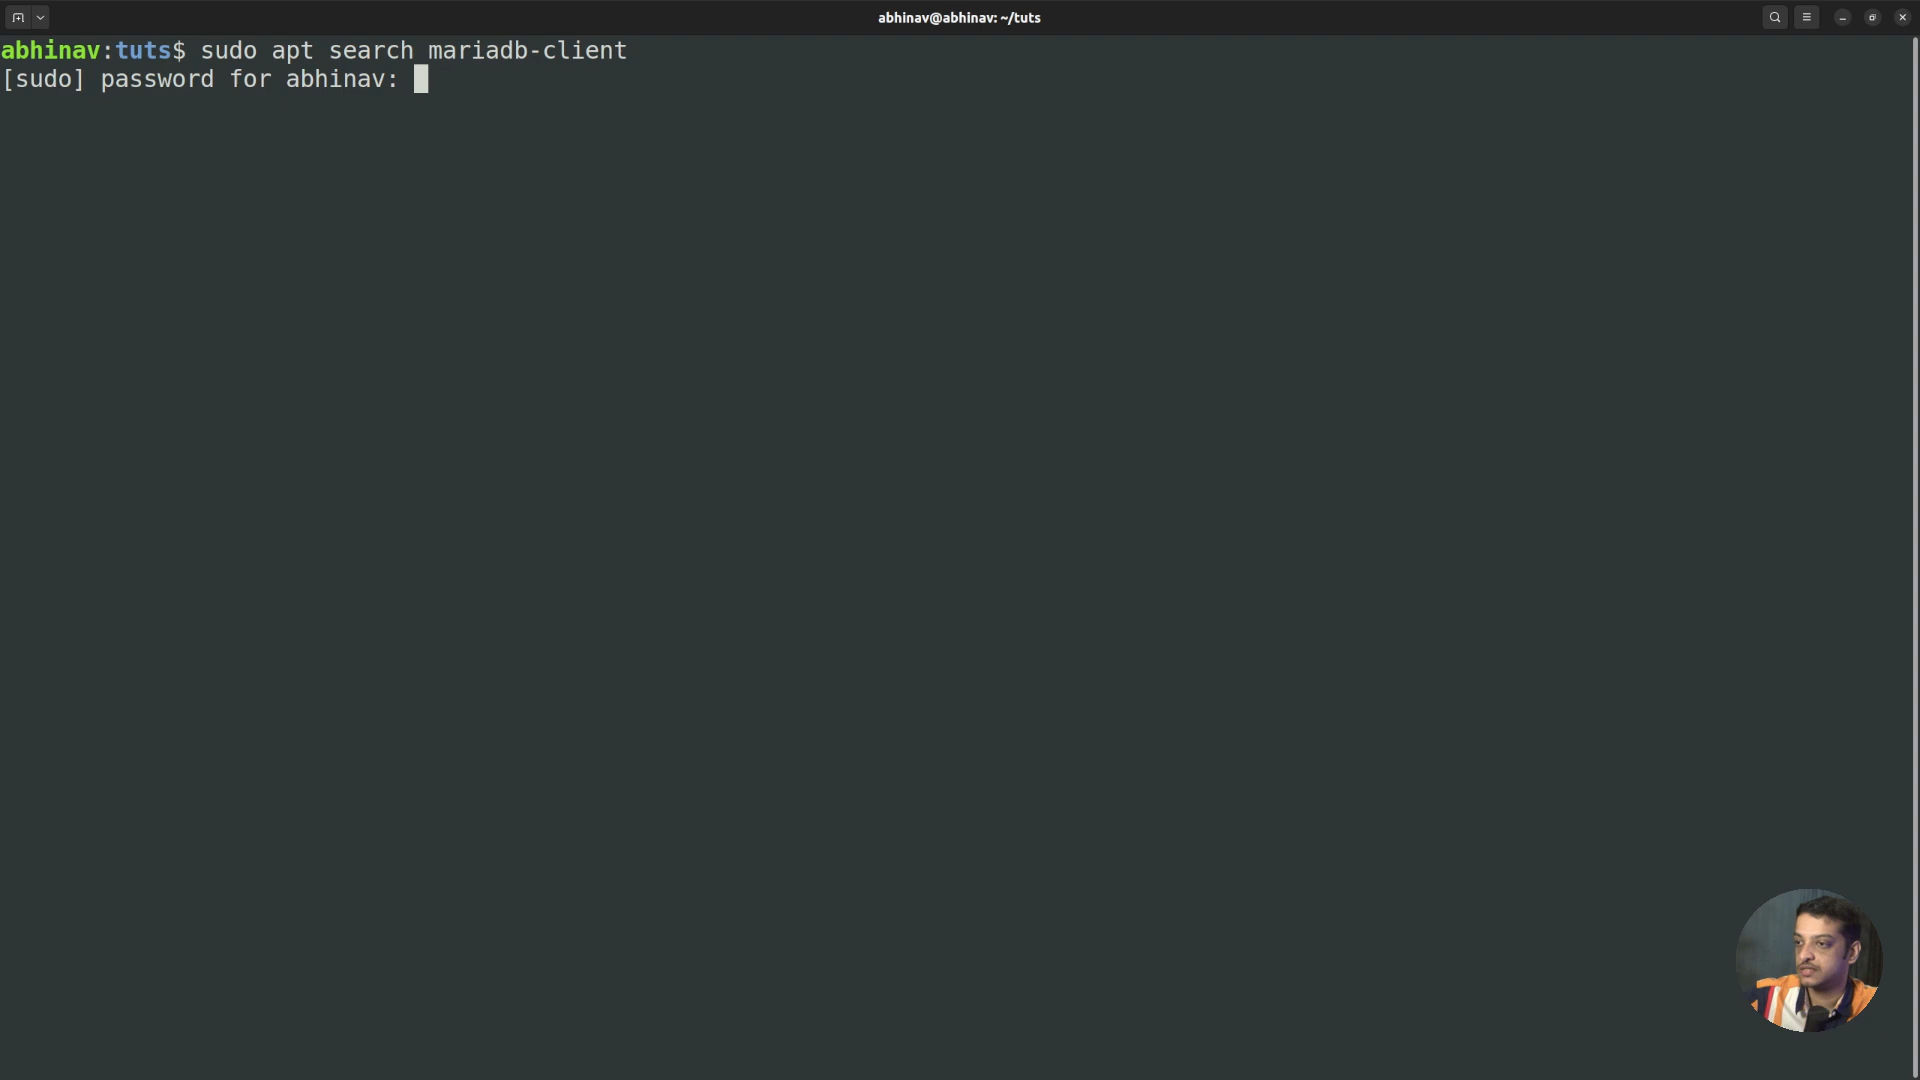 abhinav@abhinav: ~/tuts
abhinav:tuts$ sudo apt search mariadb-client
[sudo] password for abhinav: